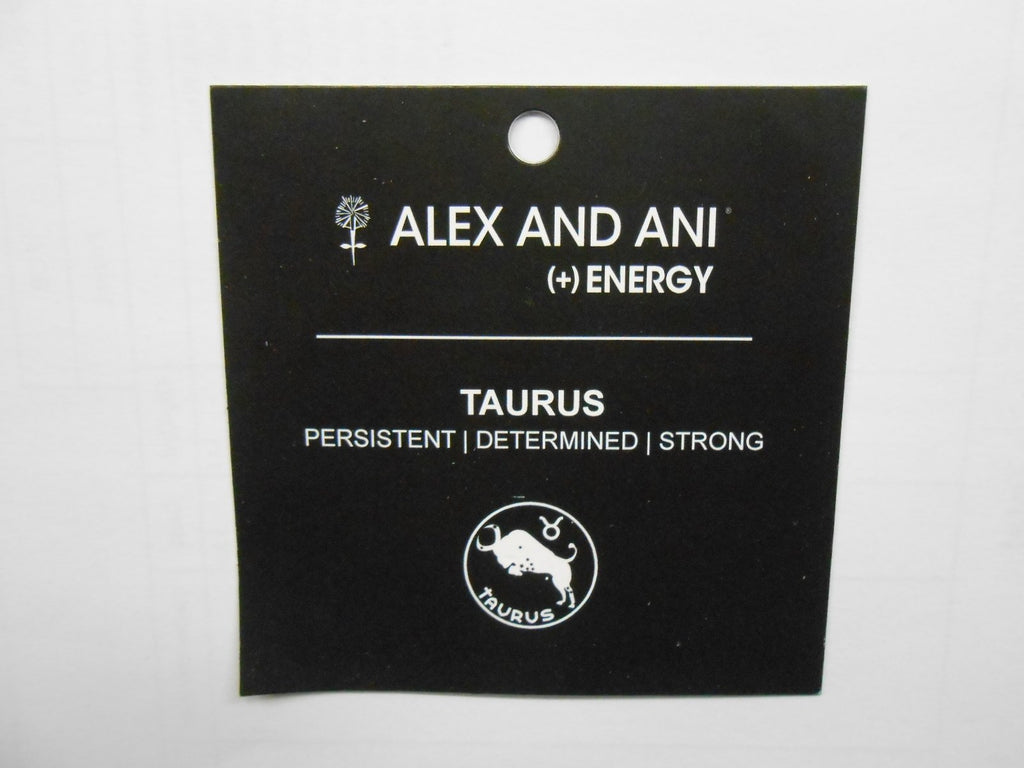 ALEX AND ANI®
(+) ENERGY
TAURUS
PERSISTENT | DETERMINED | STRONG
TAURUS